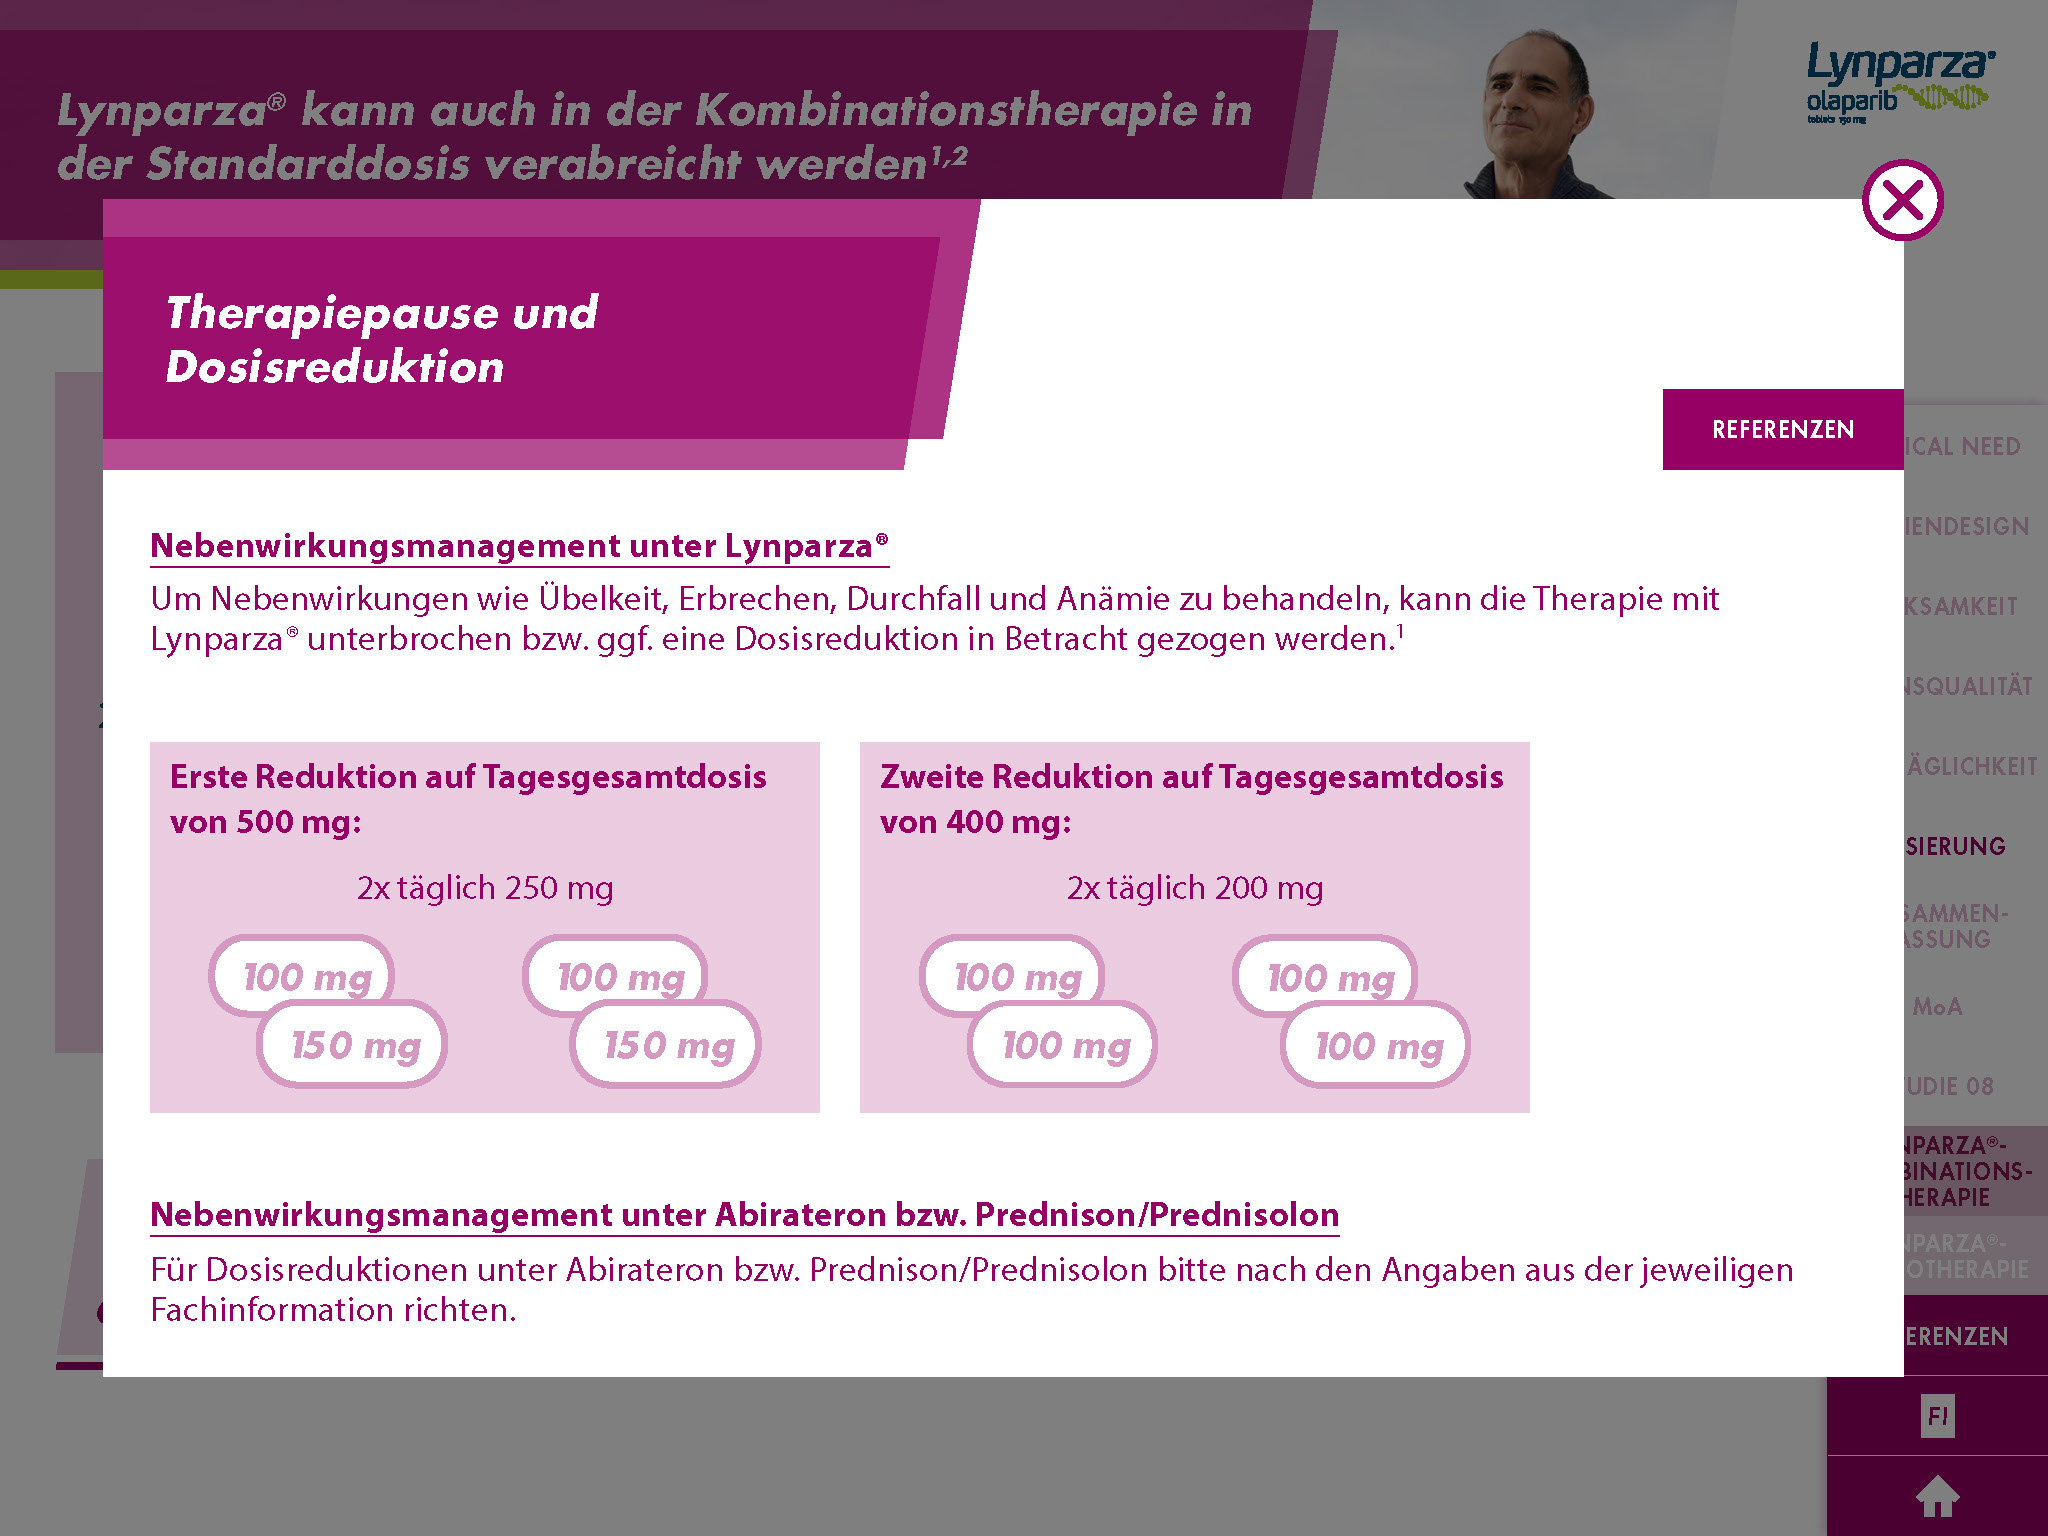 Lynparza® kann auch in der Kombinationstherapie in
der Standarddosis verabreicht werden1,2
Lynparza®
olaparib
tablets 150 mg
Therapiepause und
Dosisreduktion
REFERENZEN
Nebenwirkungsmanagement unter Lynparza®
Um Nebenwirkungen wie Übelkeit, Erbrechen, Durchfall und Anämie zu behandeln, kann die Therapie mit
Lynparza® unterbrochen bzw. ggf. eine Dosisreduktion in Betracht gezogen werden.1
Erste Reduktion auf Tagesgesamtdosis
von 500 mg:
2x täglich 250 mg
100 mg
150 mg
100 mg
150 mg
Zweite Reduktion auf Tagesgesamtdosis
von 400 mg:
2x täglich 200 mg
100 mg
100 mg
100 mg
100 mg
Nebenwirkungsmanagement unter Abirateron bzw. Prednison/Prednisolon
Für Dosisreduktionen unter Abirateron bzw. Prednison/Prednisolon bitte nach den Angaben aus der jeweiligen
Fachinformation richten.
ICAL NEED
IENDESIGN
KSAMKEIT
NSQUALITÄT
ÄGLICHKEIT
SIERUNG
SAMMEN-
ASSUNG
MoA
UDIE 08
NPARZA®-
BINATIONS-
HERAPIE
NPARZA®-
OTHERAPIE
ERENZEN
FI